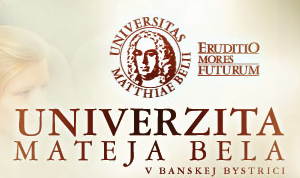 UNIVERSITAS
MATTHIAE BELII
ERUDITIO
MORES
FUTURUM
UNIVERZITA
MATEJA BELA
V BANSKEJ BYSTRICI